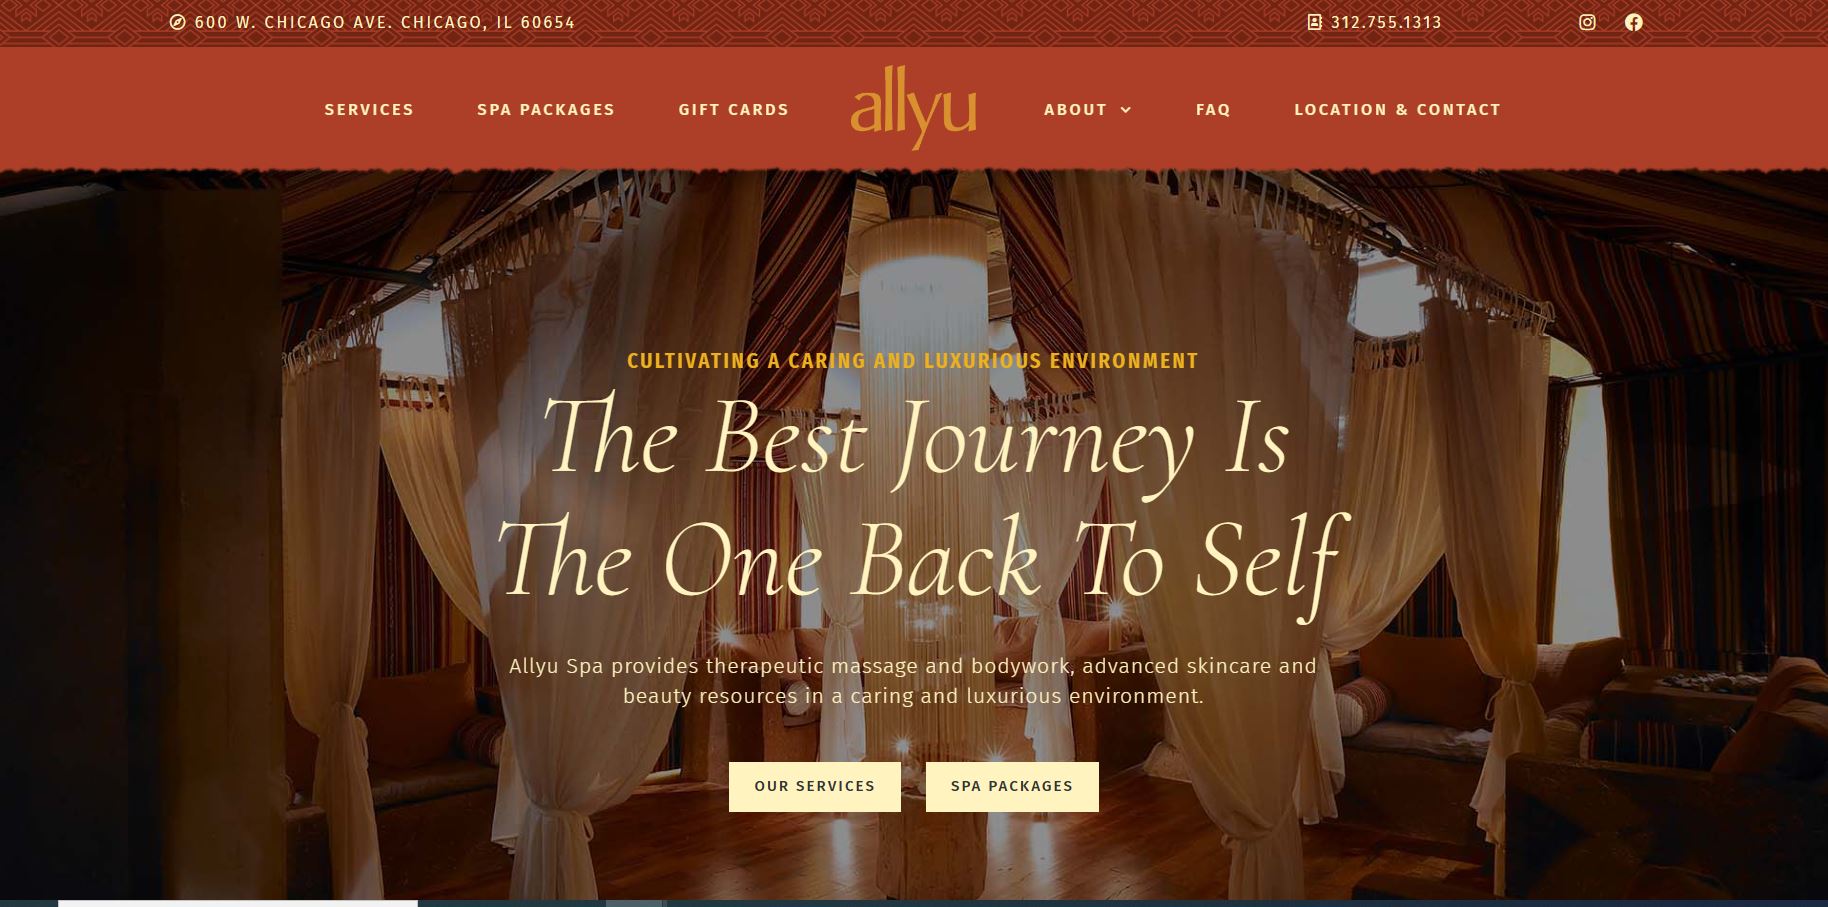 600 W. CHICAGO AVE. CHICAGO, IL 60654
312.755.1313
SERVICES
SPA PACKAGES
GIFT CARDS
allyu
ABOUT
FAQ
LOCATION & CONTACT
CULTIVATING A CARING AND LUXURIOUS ENVIRONMENT
The Best Journey Is
The One Back To Self
Allyu Spa provides therapeutic massage and bodywork, advanced skincare and
beauty resources in a caring and luxurious environment.
OUR SERVICES
SPA PACKAGES